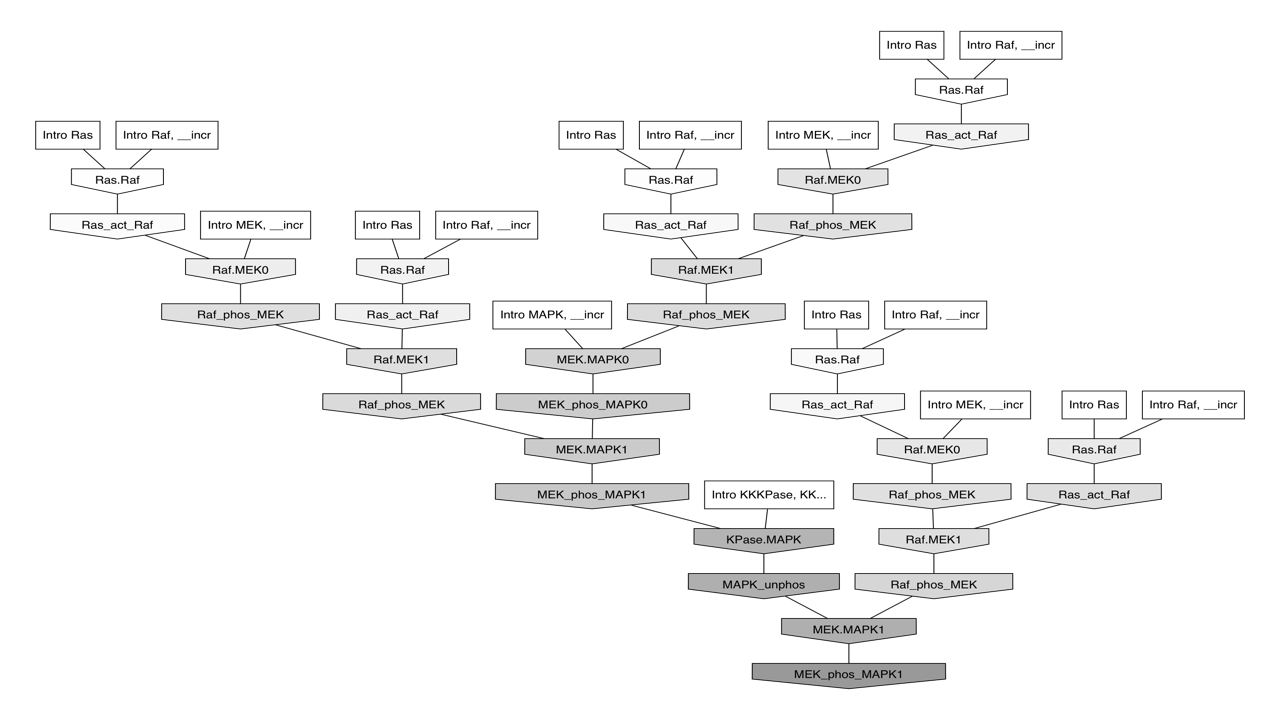 Intro Ras
Intro Raf, __incr
Ras.Raf
Intro Ras
Intro Raf, __incr
Intro Ras
Intro Raf, __incr
Intro MEK, __incr
Ras_act_Raf
Ras.Raf
Ras.Raf
Raf.MEK0
Ras_act_Raf
Intro MEK, __incr
Intro Ras
Intro Raf, __incr
Ras_act_Raf
Raf_phos_MEK
Raf.MEK0
Ras.Raf
Raf.MEK1
Raf_phos_MEK
Ras_act_Raf
Intro MAPK, __incr
Raf_phos_MEK
Intro Ras
Intro Raf, __incr
Raf.MEK1
MEK.MAPK0
Ras.Raf
Raf_phos_MEK
MEK_phos_MAPK0
Ras_act_Raf
Intro MEK, __incr
Intro Ras
Intro Raf, __incr
MEK.MAPK1
Raf.MEK0
Ras.Raf
MEK_phos_MAPK1
Intro KKKPase, KK...
Raf_phos_MEK
Ras_act_Raf
KPase.MAPK
Raf.MEK1
MAPK_unphos
Raf_phos_MEK
MEK.MAPK1
MEK_phos_MAPK1